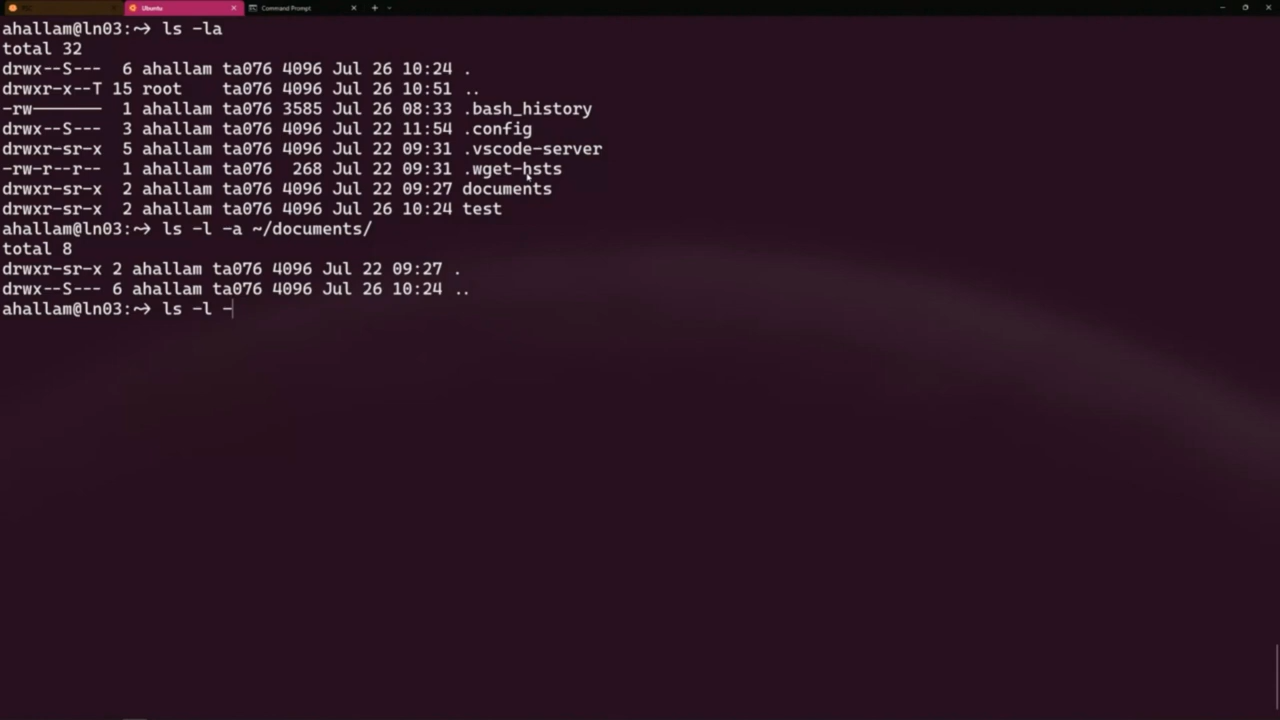 Ubuntu
Command Prompt
ahallam@ln03:~> ls -la
total 32
drwx--S---  6 ahallam ta076 4096 Jul 26 10:24 .
drwxr-x--T 15 root    ta076 4096 Jul 26 10:51 ..
-rw-------  1 ahallam ta076 3585 Jul 26 08:33 .bash_history
drwx--S---  3 ahallam ta076 4096 Jul 22 11:54 .config
drwxr-sr-x  5 ahallam ta076 4096 Jul 22 09:31 .vscode-server
-rw-r--r--  1 ahallam ta076  268 Jul 22 09:31 .wget-hsts
drwxr-sr-x  2 ahallam ta076 4096 Jul 22 09:27 documents
drwxr-sr-x  2 ahallam ta076 4096 Jul 26 10:24 test
ahallam@ln03:~> ls -l -a ~/documents/
total 8
drwxr-sr-x 2 ahallam ta076 4096 Jul 22 09:27 .
drwx--S--- 6 ahallam ta076 4096 Jul 26 10:24 ..
ahallam@ln03:~> ls -l -